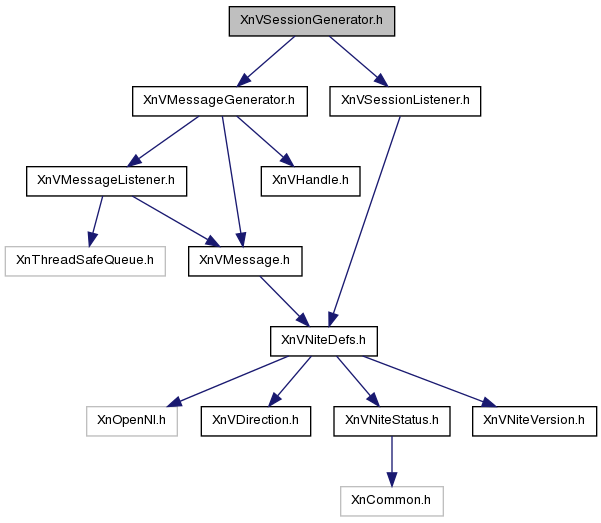 XnVSessionGenerator.h
XnVMessageGenerator.h
XnVSessionListener.h
XnVMessageListener.h
XnVHandle.h
XnThreadSafeQueue.h
XnVMessage.h
XnVNiteDefs.h
XnOpenNI.h
XnVDirection.h
XnVNiteStatus.h
XnVNiteVersion.h
XnCommon.h